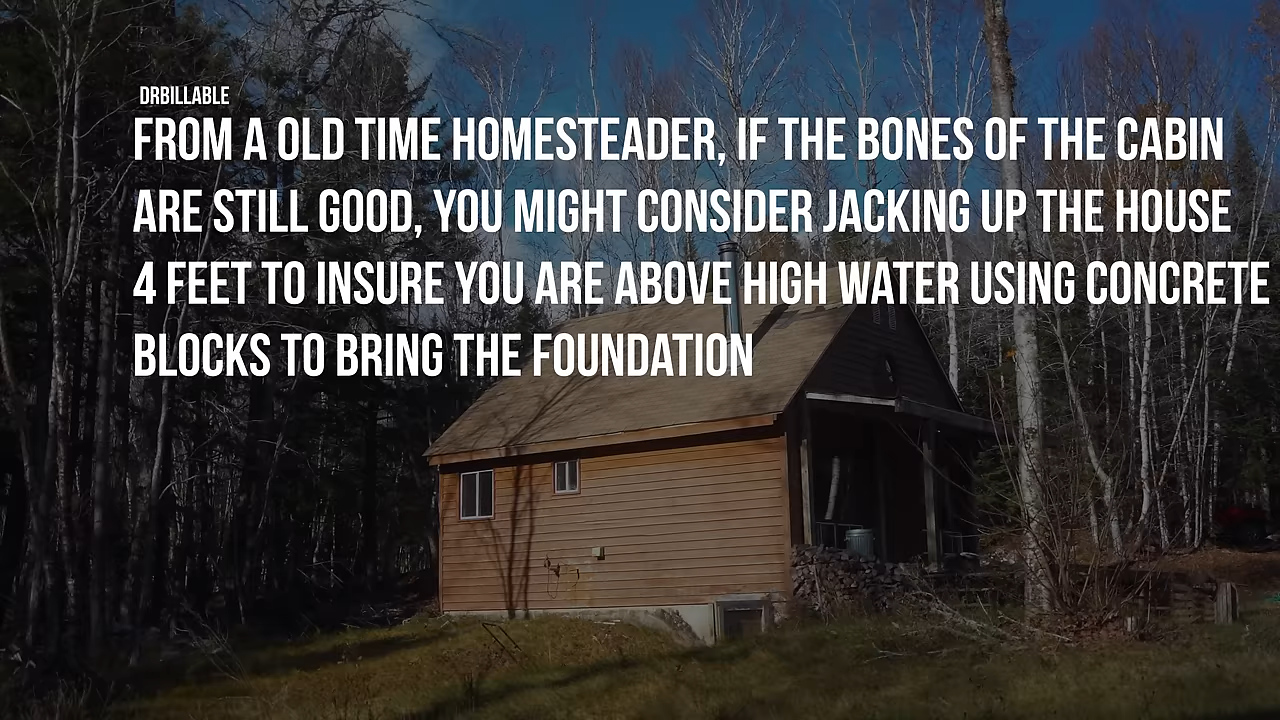 DRBILLABLE
FROM A OLD TIME HOMESTEADER, IF THE BONES OF THE CABIN
ARE STILL GOOD, YOU MIGHT CONSIDER JACKING UP THE HOUSE
4 FEET TO INSURE YOU ARE ABOVE HIGH WATER USING CONCRETE
BLOCKS TO BRING THE FOUNDATION